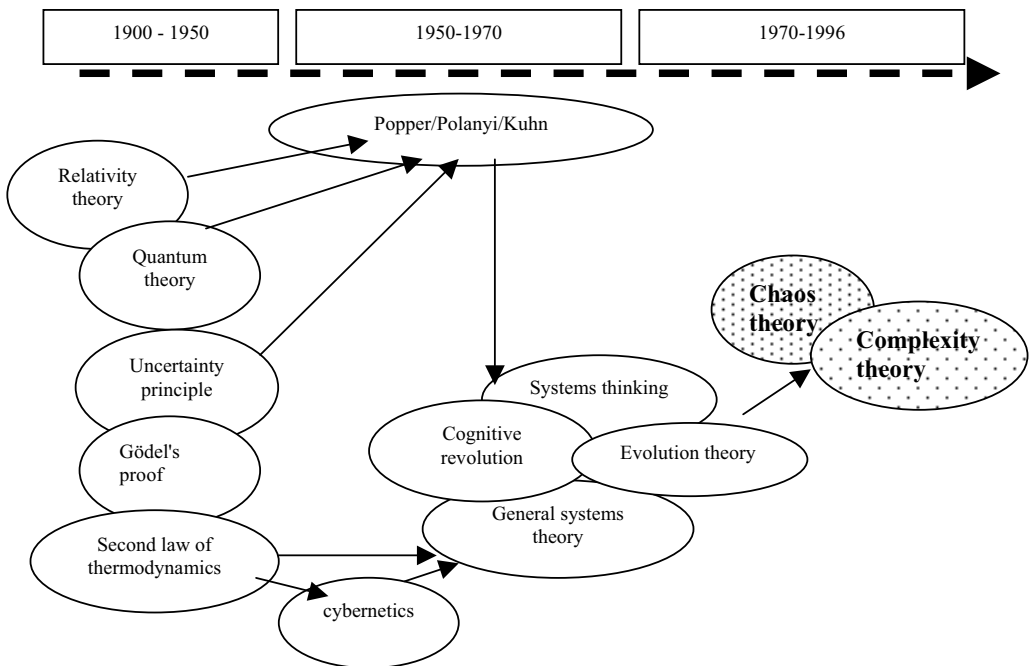 1900 - 1950
1950-1970
1970-1996
Popper/Polanyi/Kuhn
Relativity
theory
Quantum
theory
Chaos
theory
Complexity
theory
Uncertainty
principle
Systems thinking
Cognitive
revolution
Evolution theory
Gödel's
proof
General systems
theory
Second law of
thermodynamics
cybernetics